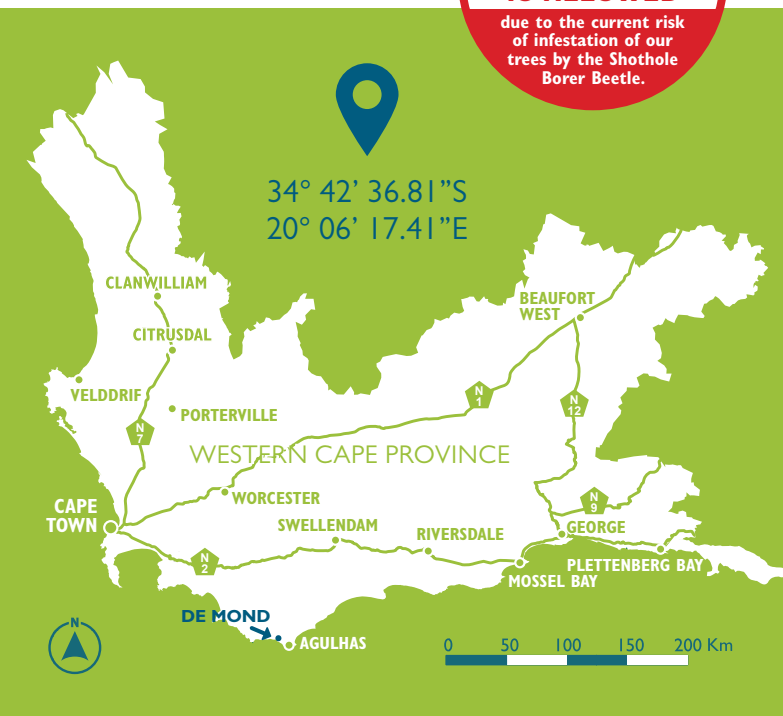 due to the current risk
of infestation of our
trees by the Shothole
Borer Beetle.
34° 42’ 36.81”S
20° 06’ 17.41”E
CLANWILLIAM
BEAUFORT
WEST
CITRUSDAL
VELDDRIF
N
1
N
12
PORTERVILLE
N
7
WESTERN CAPE PROVINCE
WORCESTER
N
9
CAPE
TOWN
SWELLENDAM
RIVERSDALE
GEORGE
N
2
PLETTENBERG BAY
MOSSEL BAY
DE MOND
AGULHAS
N
0 50 100 150 200 Km